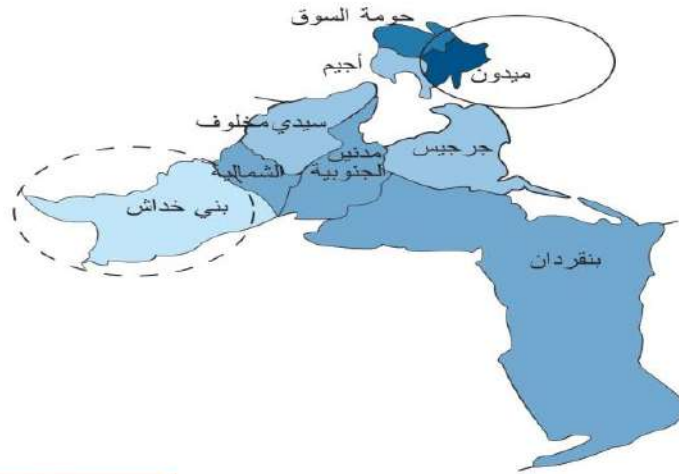 حومة السوق
أجيم
ميدون
سيدي مخلوف
مدنين
جرجيس
الشمالية
الجنوبية
بني خداش
بنقردان